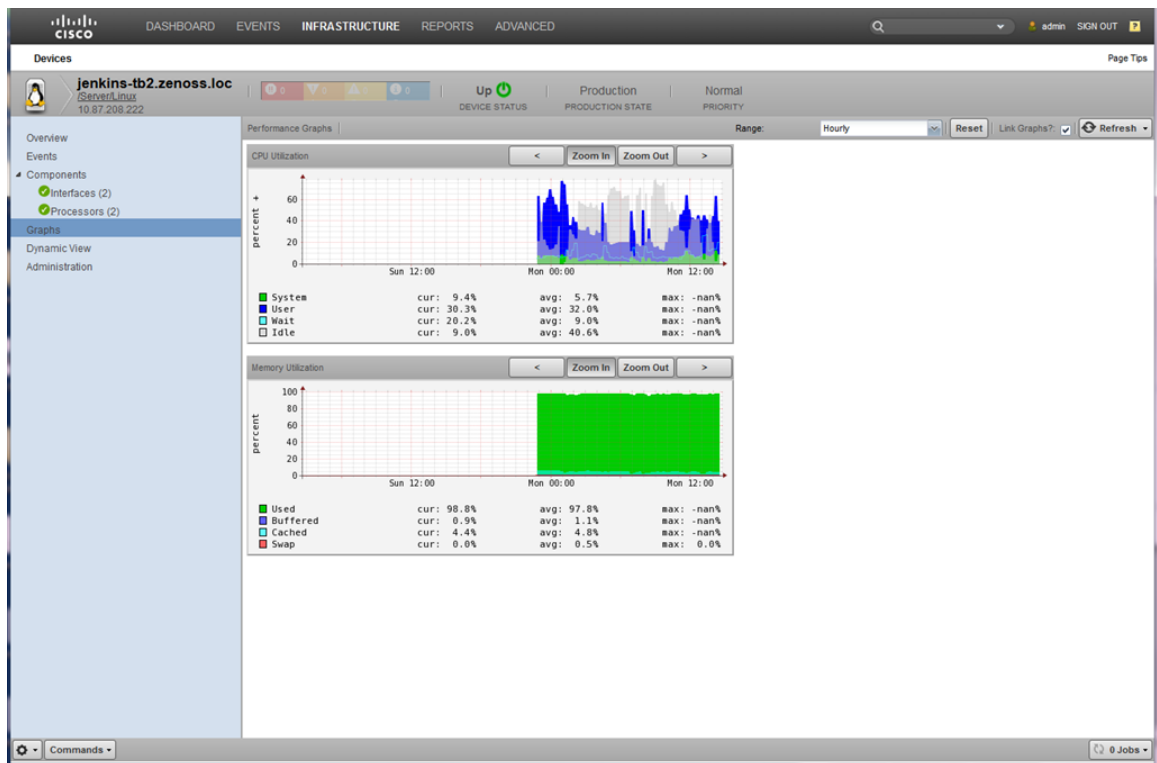 CISCO DASHBOARD EVENTS INFRASTRUCTURE REPORTS ADVANCED admin SIGN OUT ?
Devices Page Tips
jenkins-tb2.zenoss.loc
/Server/Linux
10.87.208.222
0 0 0
Up Production Normal
DEVICE STATUS PRODUCTION STATE PRIORITY
Overview
Events
Components
Interfaces (2)
Processors (2)
Graphs
Dynamic View
Administration
Performance Graphs Range: Hourly Reset Link Graphs?: Refresh
CPU Utilization < Zoom In Zoom Out >
percent +
60
40
20
0
Sun 12:00 Mon 00:00 Mon 12:00
System cur: 9.4% avg: 5.7% max: -nan%
User cur: 30.3% avg: 32.0% max: -nan%
Wait cur: 20.2% avg: 9.0% max: -nan%
Idle cur: 9.0% avg: 40.6% max: -nan%
Memory Utilization < Zoom In Zoom Out >
percent
100
80
60
40
20
0
Sun 12:00 Mon 00:00 Mon 12:00
Used cur: 98.8% avg: 97.8% max: -nan%
Buffered cur: 0.9% avg: 1.1% max: -nan%
Cached cur: 4.4% avg: 4.8% max: -nan%
Swap cur: 0.0% avg: 0.5% max: 0.0%
Commands 0 Jobs